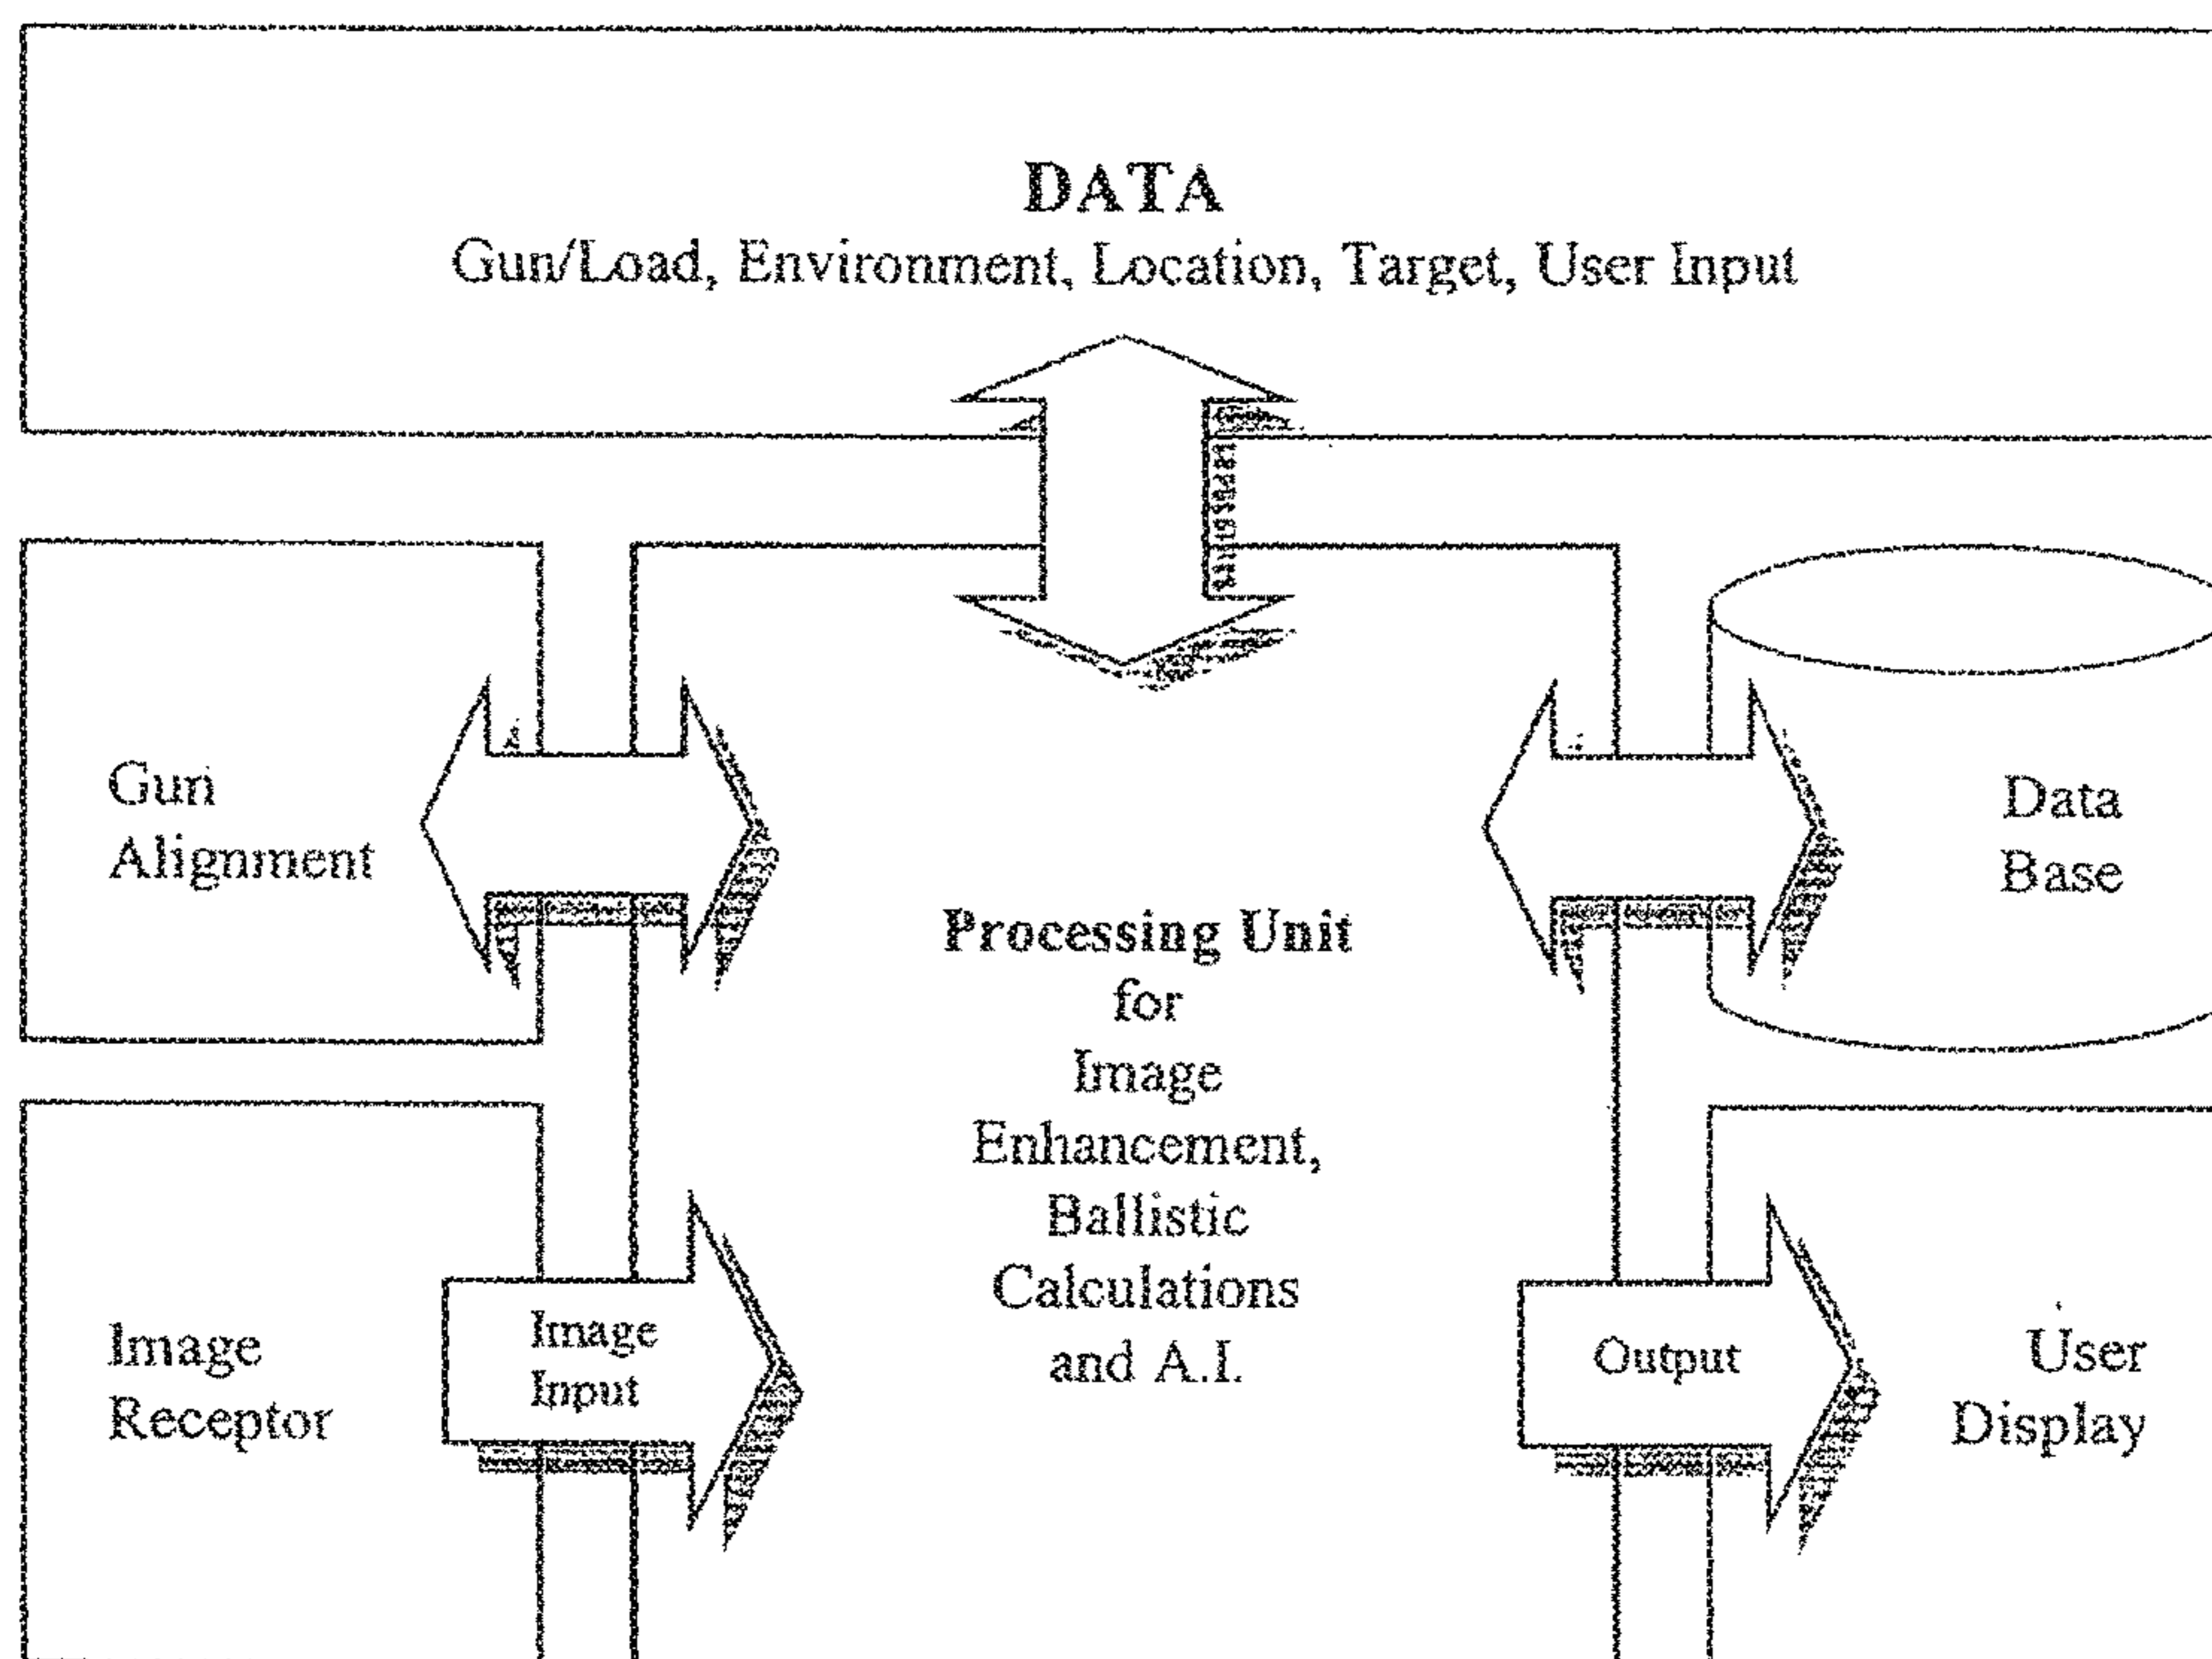 DATA
Gun/Load, Environment, Location, Target, User Input
Gun
Alignment
Data
Base
Processing Unit
for
Image
Enhancement,
Ballistic
Calculations
and A.I.
Image
Receptor
Image
Input
Output
User
Display